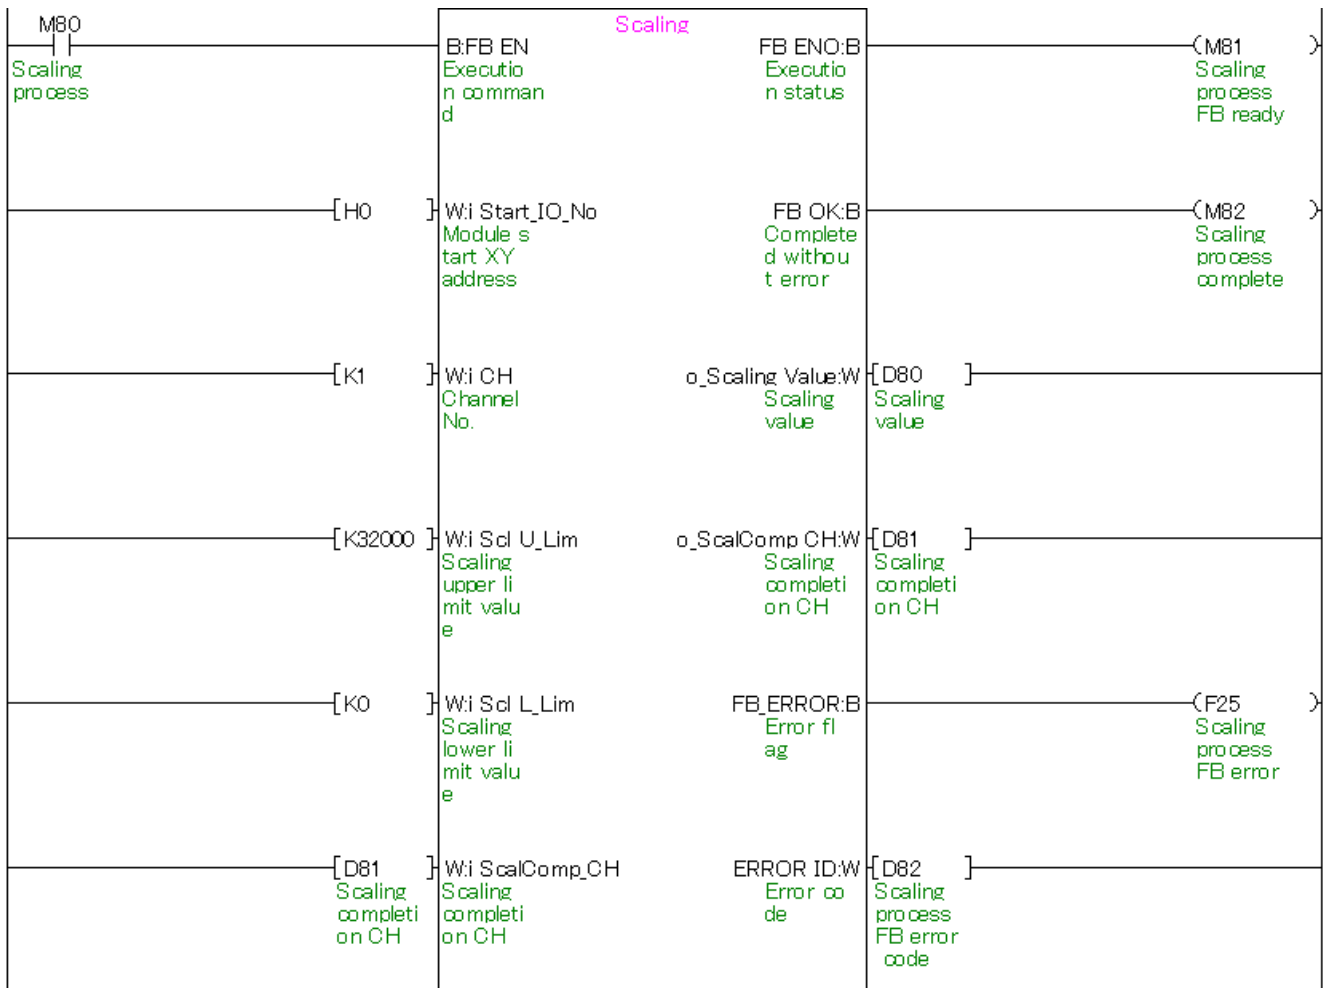 M80
Scaling
process
Scaling
B:FB EN
Executio
n comman
d
FB ENO:B
Executio
n status
(M81 )
Scaling
process
FB ready
[H0 ]
W:i Start_IO_No
Module s
tart XY
address
FB OK:B
Complete
d withou
t error
(M82 )
Scaling
process
complete
[K1 ]
W:i CH
Channel
No.
o_Scaling Value:W
Scaling
value
[D80 ]
Scaling
value
[K32000 ]
W:i Scl U_Lim
Scaling
upper li
mit valu
e
o_ScalComp CH:W
Scaling
completi
on CH
[D81 ]
Scaling
completi
on CH
[K0 ]
W:i Scl L_Lim
Scaling
lower li
mit valu
e
FB_ERROR:B
Error fl
ag
(F25 )
Scaling
process
FB error
[D81 ]
Scaling
completi
on CH
W:i ScalComp_CH
Scaling
completi
on CH
ERROR ID:W
Error co
de
[D82 ]
Scaling
process
FB error
code